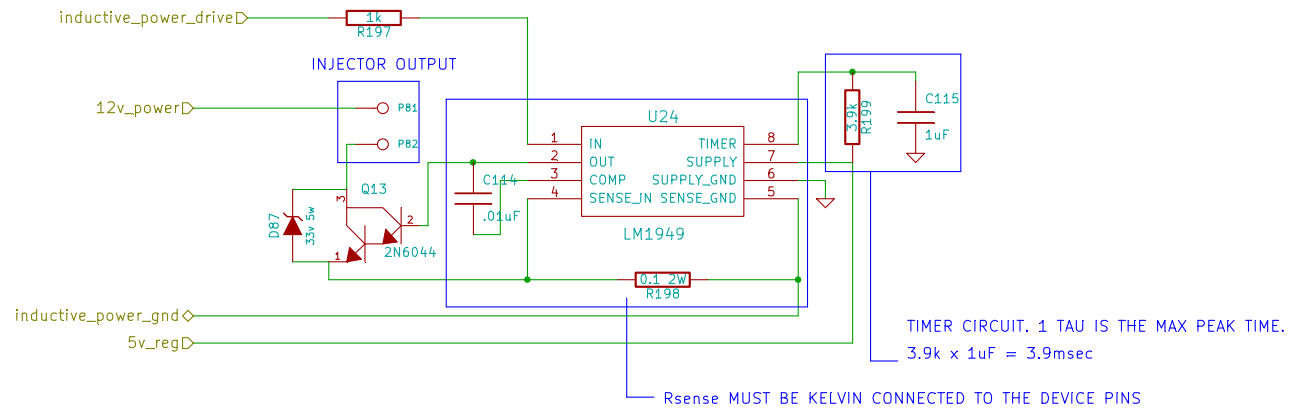 inductive_power_drive
1k
R197
INJECTOR OUTPUT
12v_power
P81
P82
U24
1 IN TIMER 8
2 OUT SUPPLY 7
3 COMP SUPPLY_GND 6
4 SENSE_IN SENSE_GND 5
LM1949
C114
.01uF
3.9k
R199
C115
1uF
Q13
3
2
1
2N6044
D87
33v 5w
0.1 2W
R198
inductive_power_gnd
5v_reg
TIMER CIRCUIT. 1 TAU IS THE MAX PEAK TIME.
3.9k x 1uF = 3.9msec
Rsense MUST BE KELVIN CONNECTED TO THE DEVICE PINS